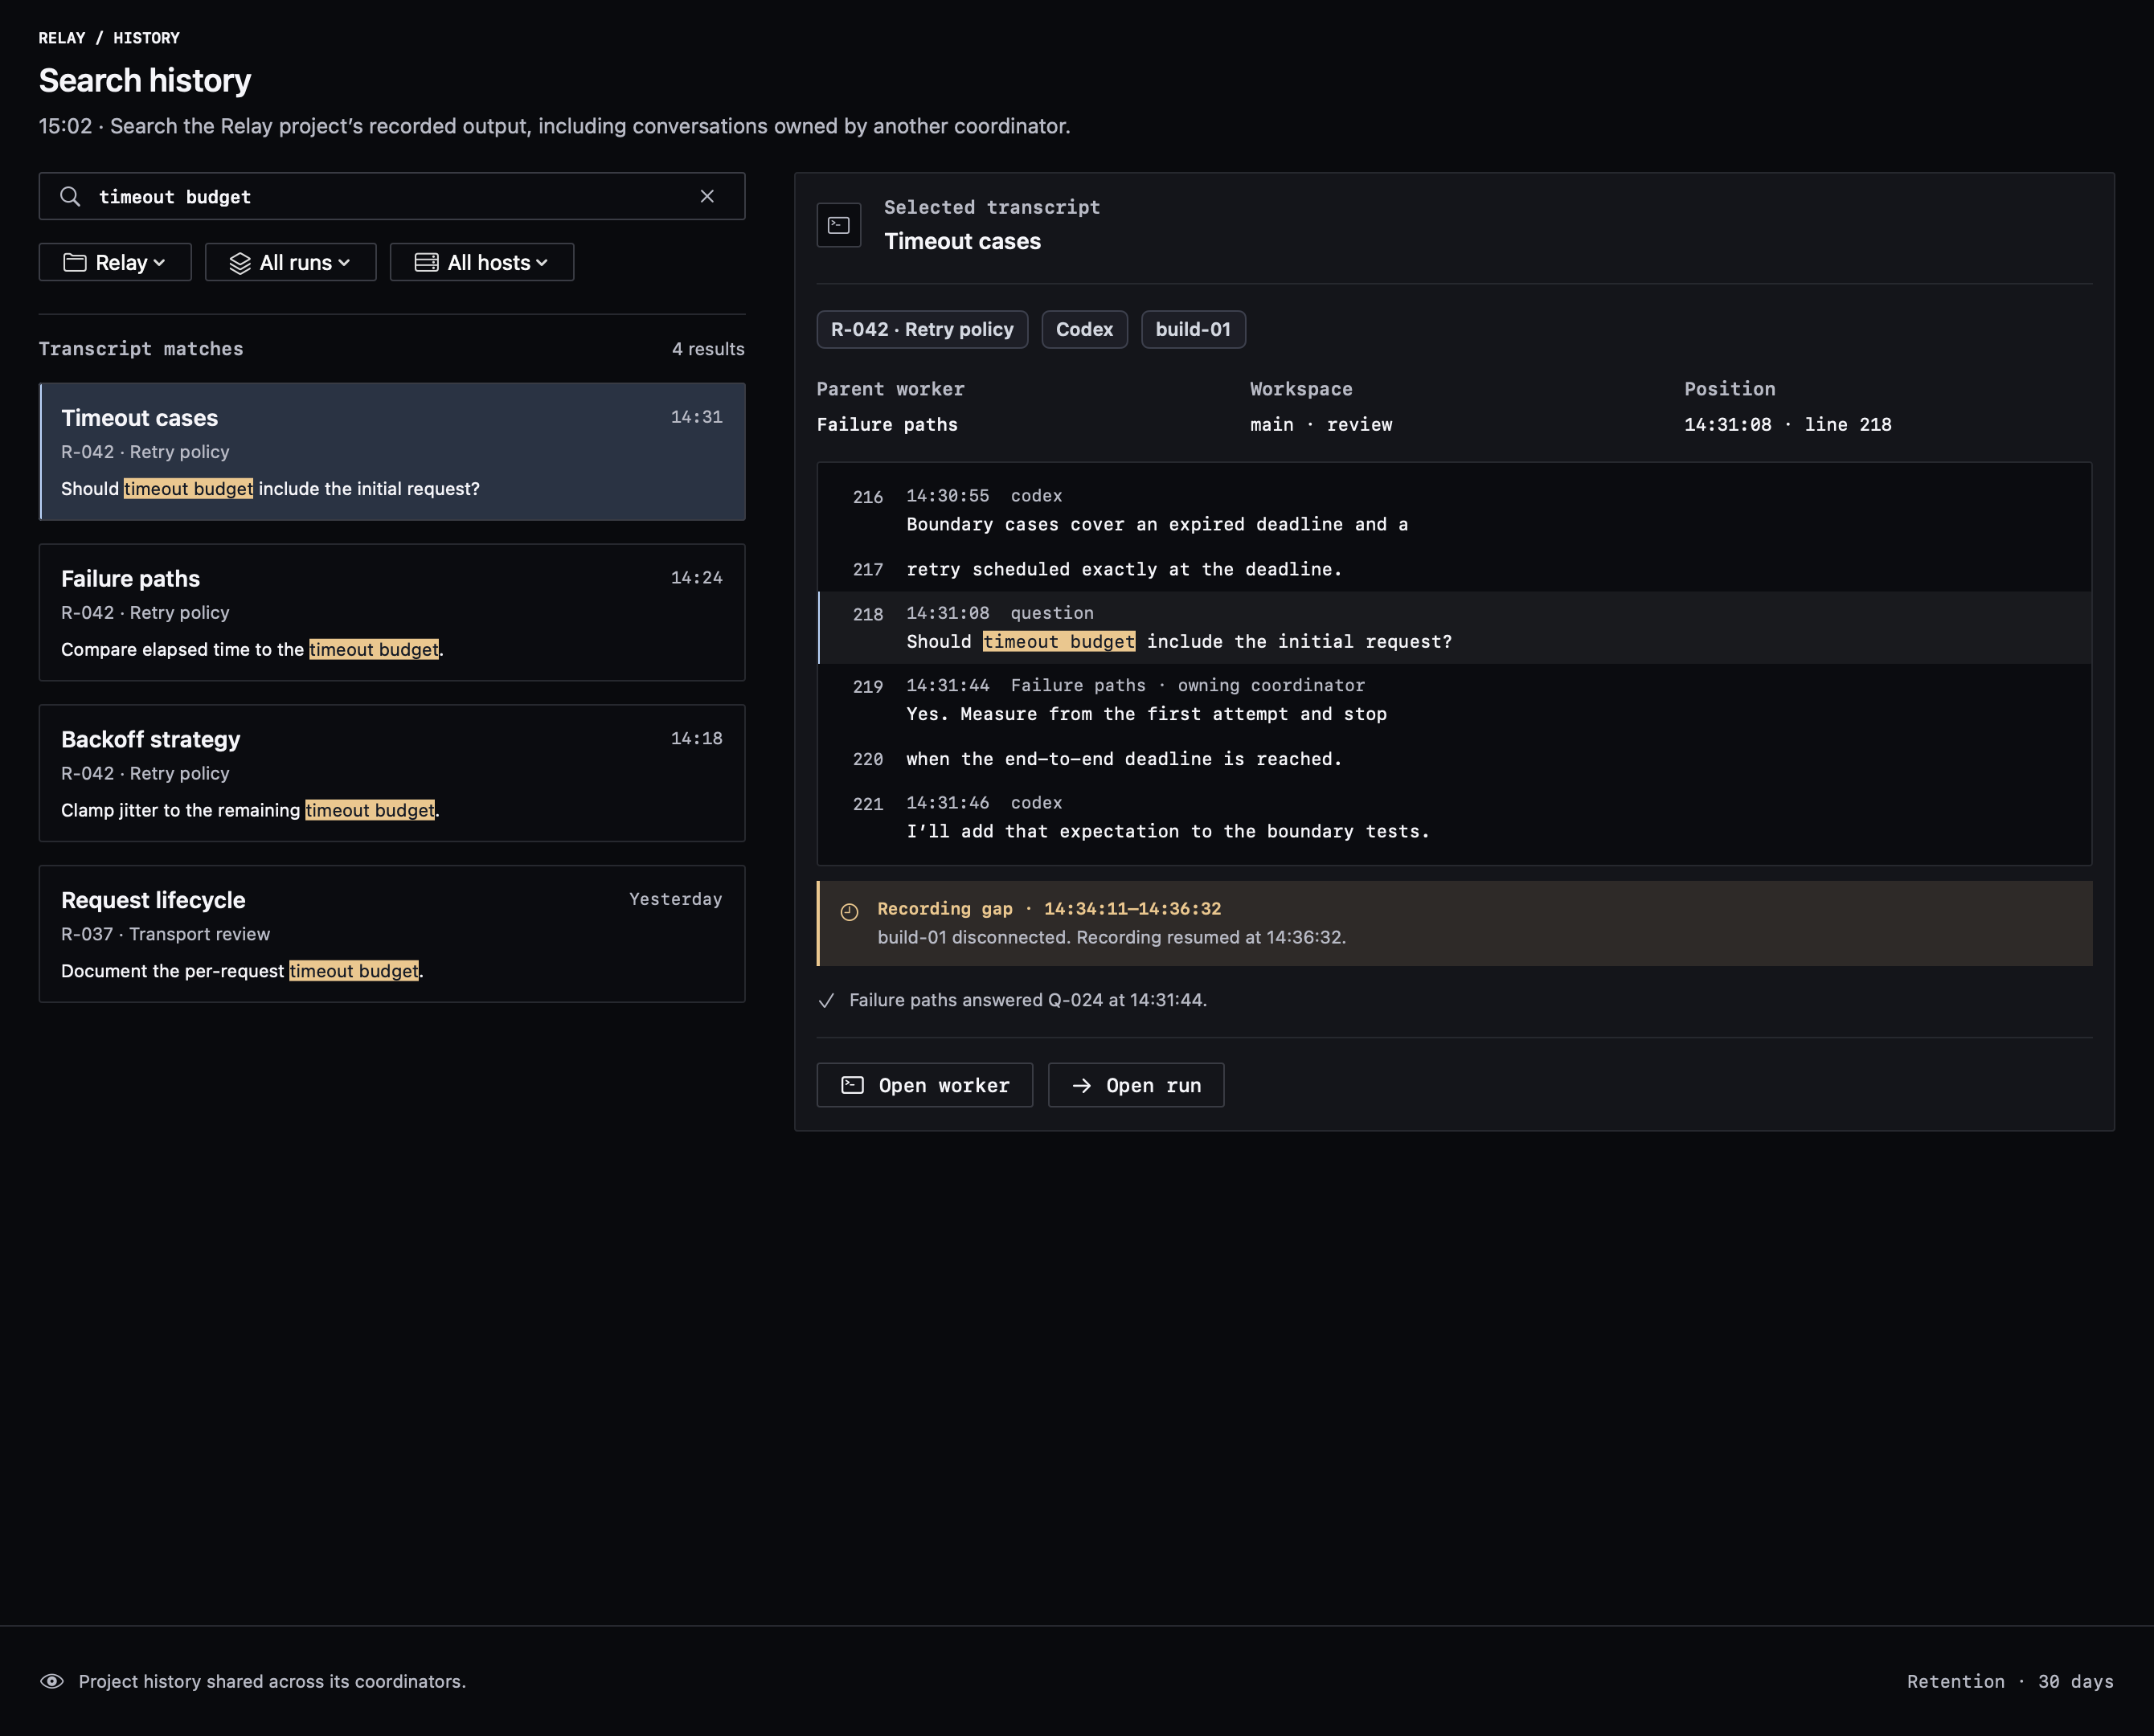 RELAY / HISTORY
Search history
15:02 · Search the Relay project’s recorded output, including conversations owned by another coordinator.
timeout budget
Relay
All runs
All hosts
Transcript matches
4 results
Timeout cases
14:31
R-042 · Retry policy
Should timeout budget include the initial request?
Failure paths
14:24
R-042 · Retry policy
Compare elapsed time to the timeout budget.
Backoff strategy
14:18
R-042 · Retry policy
Clamp jitter to the remaining timeout budget.
Request lifecycle
Yesterday
R-037 · Transport review
Document the per-request timeout budget.
Selected transcript
Timeout cases
R-042 · Retry policy
Codex
build-01
Parent worker
Failure paths
Workspace
main · review
Position
14:31:08 · line 218
216 14:30:55 codex
Boundary cases cover an expired deadline and a
217 retry scheduled exactly at the deadline.
218 14:31:08 question
Should timeout budget include the initial request?
219 14:31:44 Failure paths · owning coordinator
Yes. Measure from the first attempt and stop
220 when the end-to-end deadline is reached.
221 14:31:46 codex
I’ll add that expectation to the boundary tests.
Recording gap · 14:34:11–14:36:32
build-01 disconnected. Recording resumed at 14:36:32.
Failure paths answered Q-024 at 14:31:44.
Open worker
Open run
Project history shared across its coordinators.
Retention · 30 days